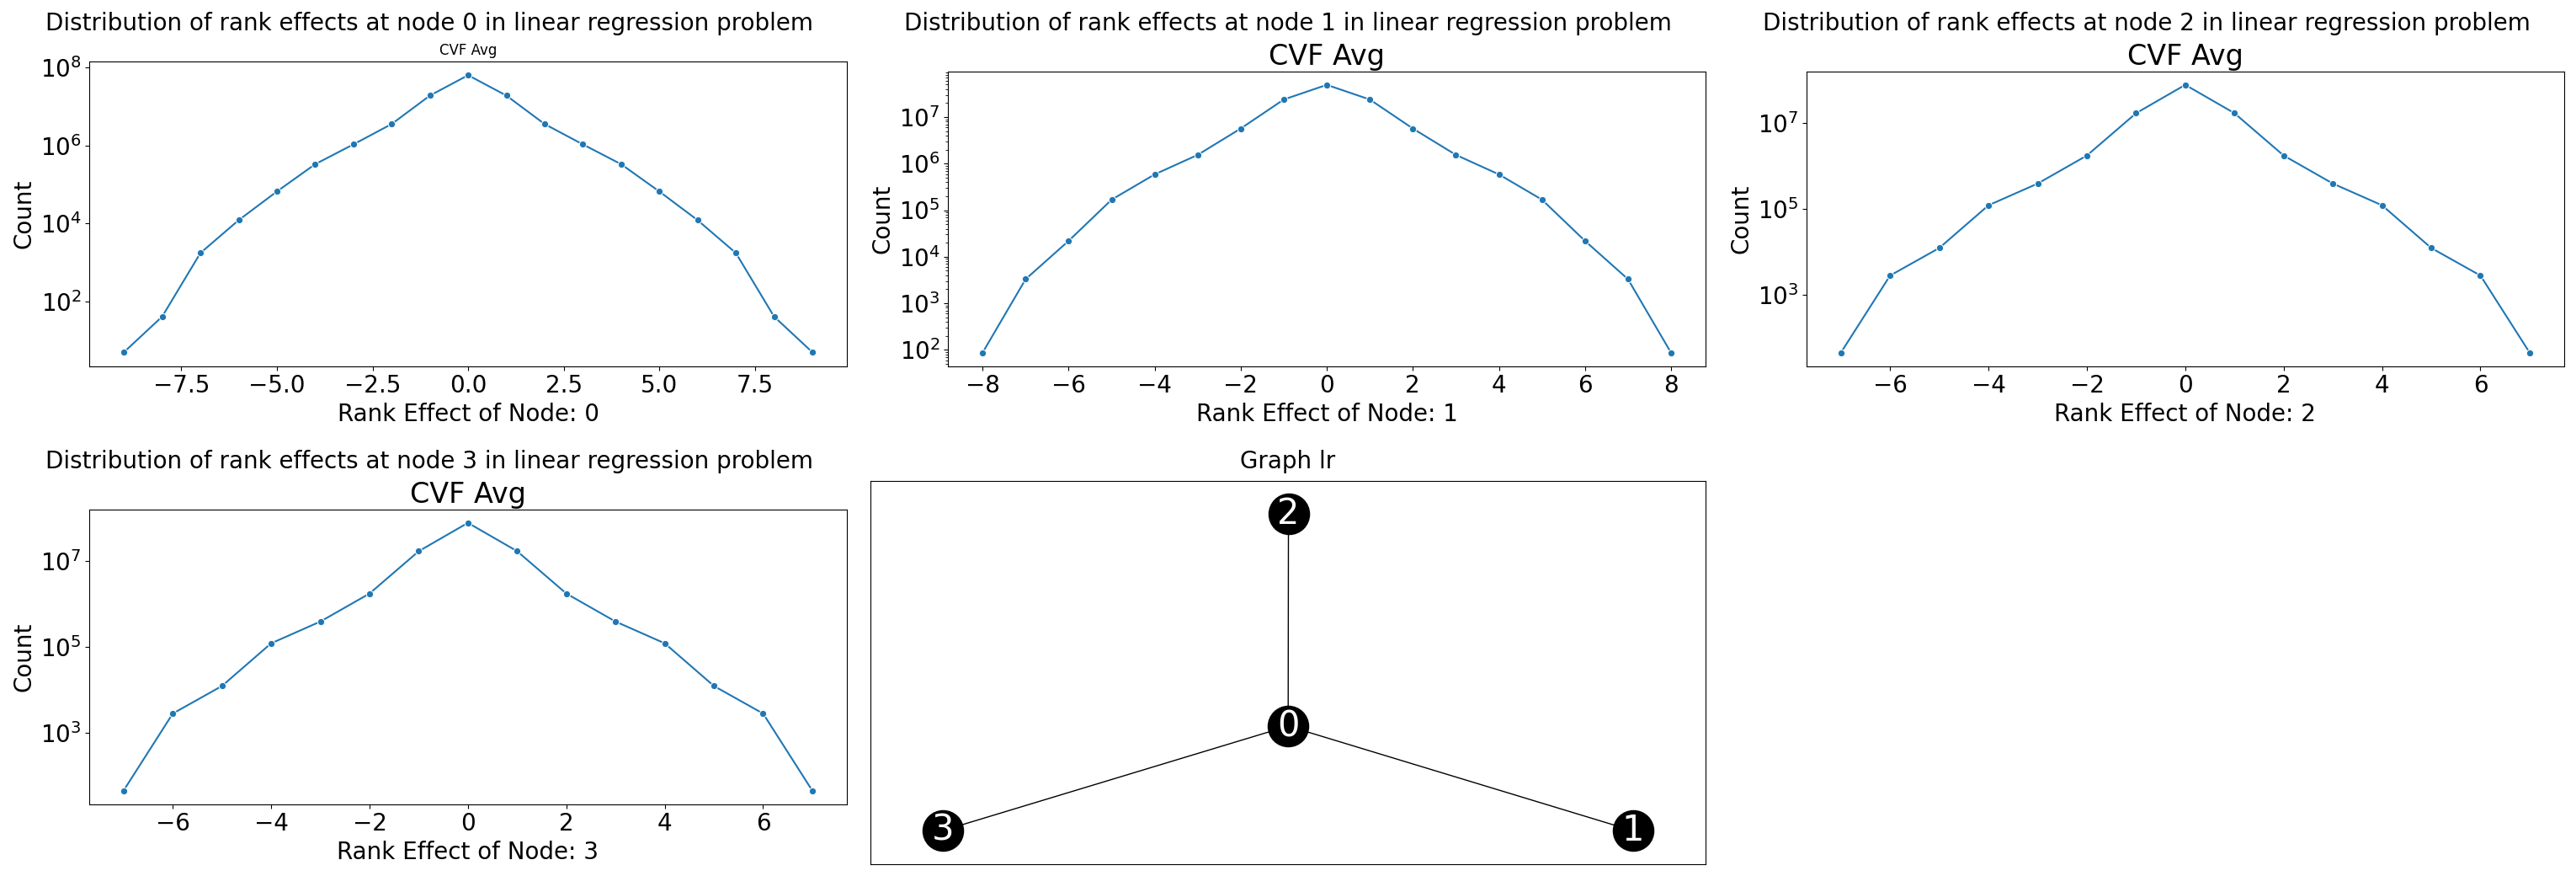 Distribution of rank effects at node 0 in linear regression problem
CVF Avg
10^8
10^6
10^4
10^2
Count
−7.5 −5.0 −2.5 0.0 2.5 5.0 7.5
Rank Effect of Node: 0
Distribution of rank effects at node 1 in linear regression problem
CVF Avg
10^7
10^6
10^5
10^4
10^3
10^2
Count
−8 −6 −4 −2 0 2 4 6 8
Rank Effect of Node: 1
Distribution of rank effects at node 2 in linear regression problem
CVF Avg
10^7
10^5
10^3
Count
−6 −4 −2 0 2 4 6
Rank Effect of Node: 2
Distribution of rank effects at node 3 in linear regression problem
CVF Avg
10^7
10^5
10^3
Count
−6 −4 −2 0 2 4 6
Rank Effect of Node: 3
Graph lr
2
0
3 1